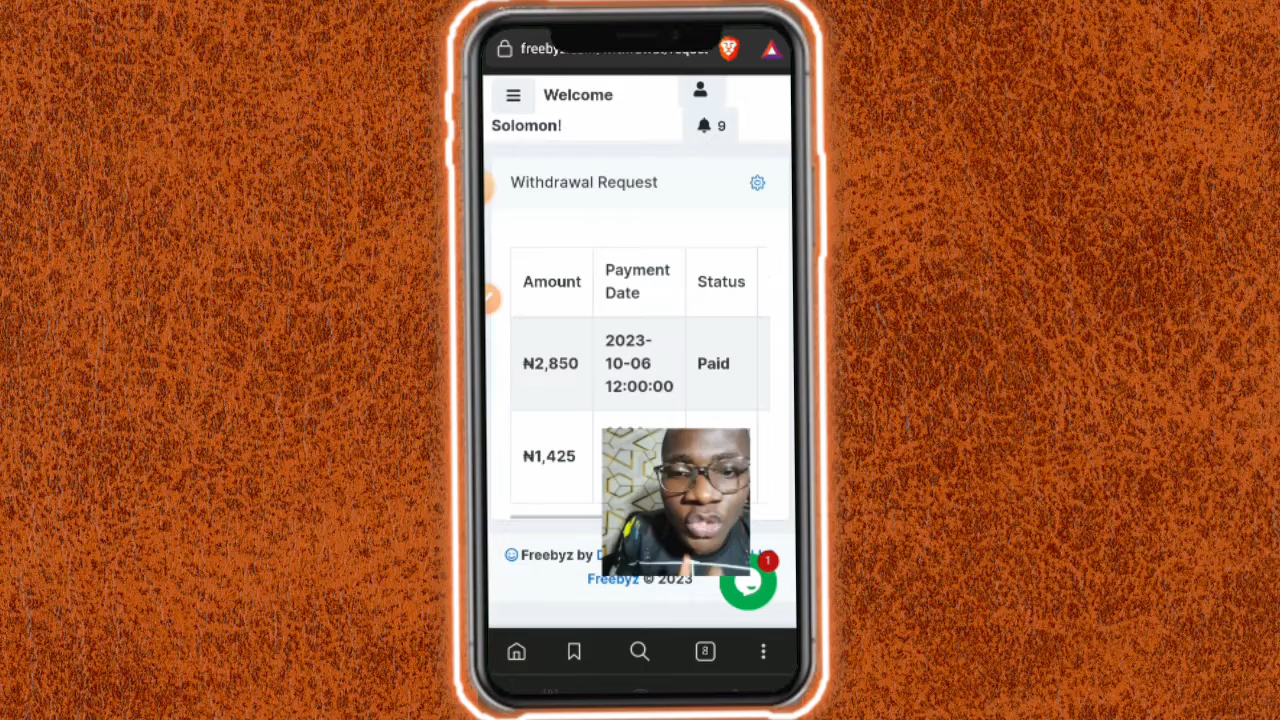 Welcome
Solomon!
9
Withdrawal Request
Amount
Payment
Date
Status
₦2,850
2023-
10-06
12:00:00
Paid
₦1,425
Freebyz by
1
Freebyz © 2023
8